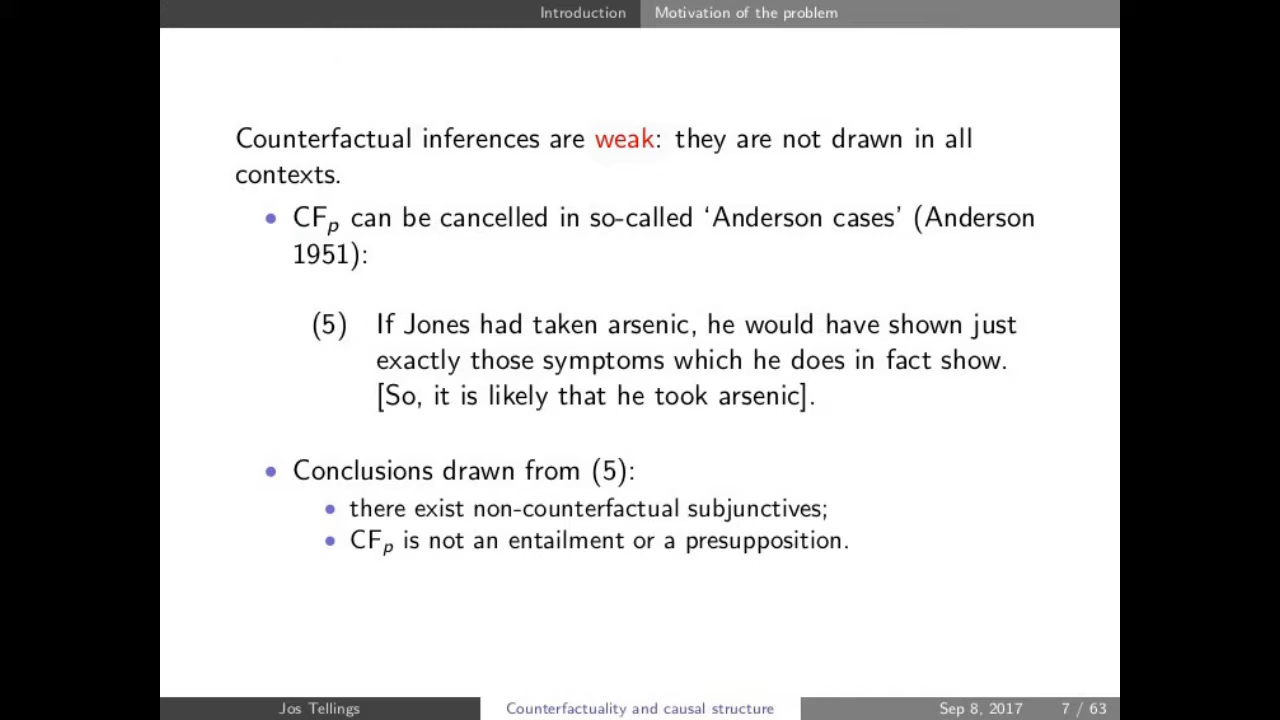 Introduction Motivation of the problem
Counterfactual inferences are weak: they are not drawn in all
contexts.
• CFp can be cancelled in so-called ‘Anderson cases’ (Anderson
1951):
(5) If Jones had taken arsenic, he would have shown just
exactly those symptoms which he does in fact show.
[So, it is likely that he took arsenic].
• Conclusions drawn from (5):
• there exist non-counterfactual subjunctives;
• CFp is not an entailment or a presupposition.
Jos Tellings Counterfactuality and causal structure Sep 8, 2017 7 / 63